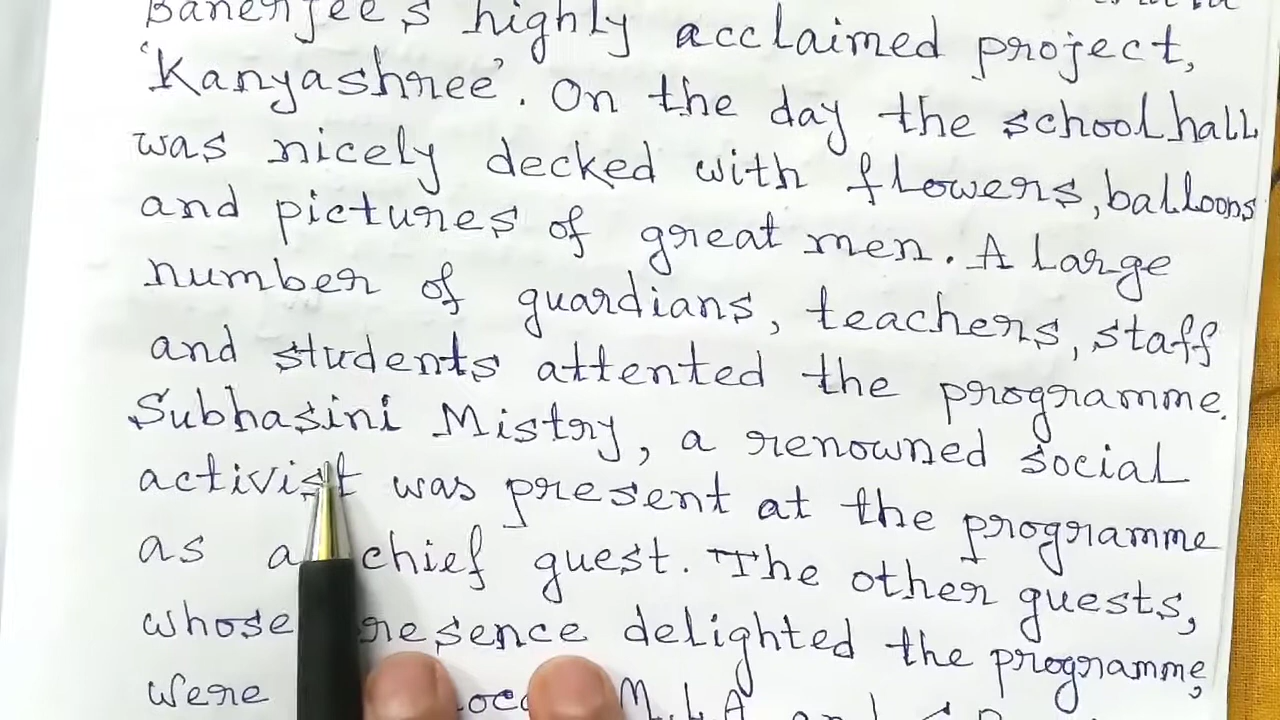 Banerjee's highly acclaimed project,
'Kanyashree'. On the day the school hall
was nicely decked with flowers, balloons
and pictures of great men. A large
number of guardians, teachers, staff
and students attented the programme.
Subhasini Mistry, a renowned social
activist was present at the programme
as a chief guest. The other guests,
whose presence delighted the programme,
were M.L.A and